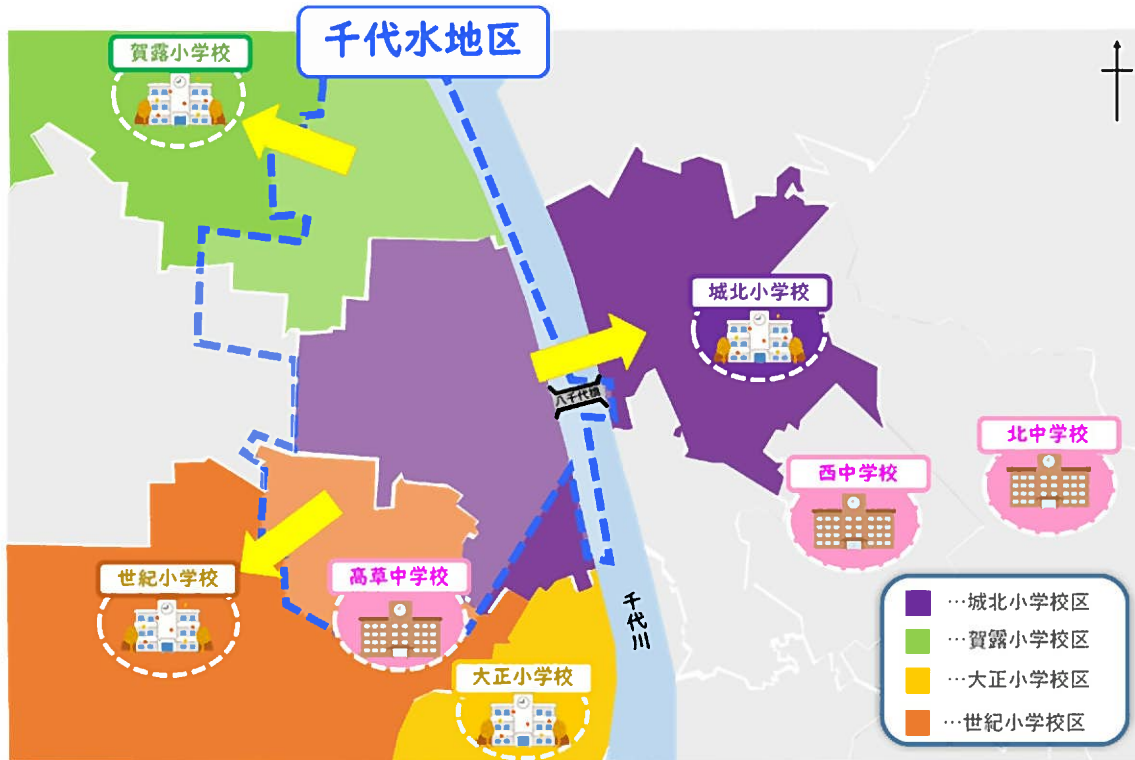 千代水地区
賀露小学校
城北小学校
八千代橋
北中学校
西中学校
世紀小学校
高草中学校
千代川
大正小学校
…城北小学校区
…賀露小学校区
…大正小学校区
…世紀小学校区